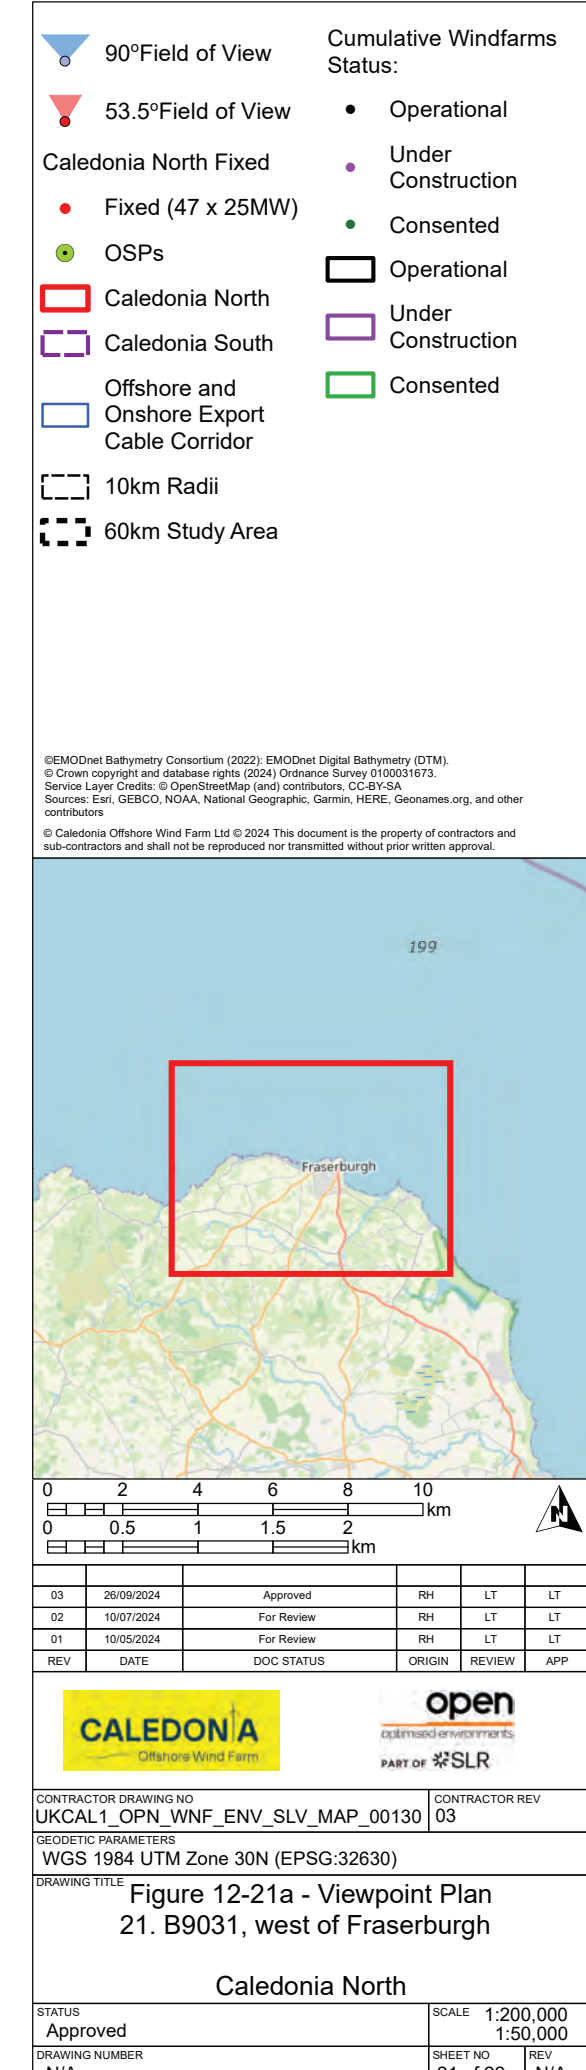 90°Field of View
53.5°Field of View
Caledonia North Fixed
Fixed (47 x 25MW)
OSPs
Caledonia North
Caledonia South
Offshore and
Onshore Export
Cable Corridor
10km Radii
60km Study Area
Cumulative Windfarms
Status:
Operational
Under
Construction
Consented
Operational
Under
Construction
Consented
©EMODnet Bathymetry Consortium (2022): EMODnet Digital Bathymetry (DTM).
© Crown copyright and database rights (2024) Ordnance Survey 0100031673.
Service Layer Credits: © OpenStreetMap (and) contributors, CC-BY-SA
Sources: Esri, GEBCO, NOAA, National Geographic, Garmin, HERE, Geonames.org, and other
contributors
© Caledonia Offshore Wind Farm Ltd © 2024 This document is the property of contractors and
sub-contractors and shall not be reproduced nor transmitted without prior written approval.
199
Fraserburgh
0 2 4 6 8 10
km
0 0.5 1 1.5 2
km
N
03 26/09/2024 Approved RH LT LT
02 10/07/2024 For Review RH LT LT
01 10/05/2024 For Review RH LT LT
REV DATE DOC STATUS ORIGIN REVIEW APP
CALEDONIA
Offshore Wind Farm
open
optimised environments
PART OF SLR
CONTRACTOR DRAWING NO
UKCAL1_OPN_WNF_ENV_SLV_MAP_00130
CONTRACTOR REV
03
GEODETIC PARAMETERS
WGS 1984 UTM Zone 30N (EPSG:32630)
DRAWING TITLE
Figure 12-21a - Viewpoint Plan
21. B9031, west of Fraserburgh
Caledonia North
STATUS
Approved
SCALE 1:200,000
1:50,000
DRAWING NUMBER
N/A
SHEET NO
REV
N/A